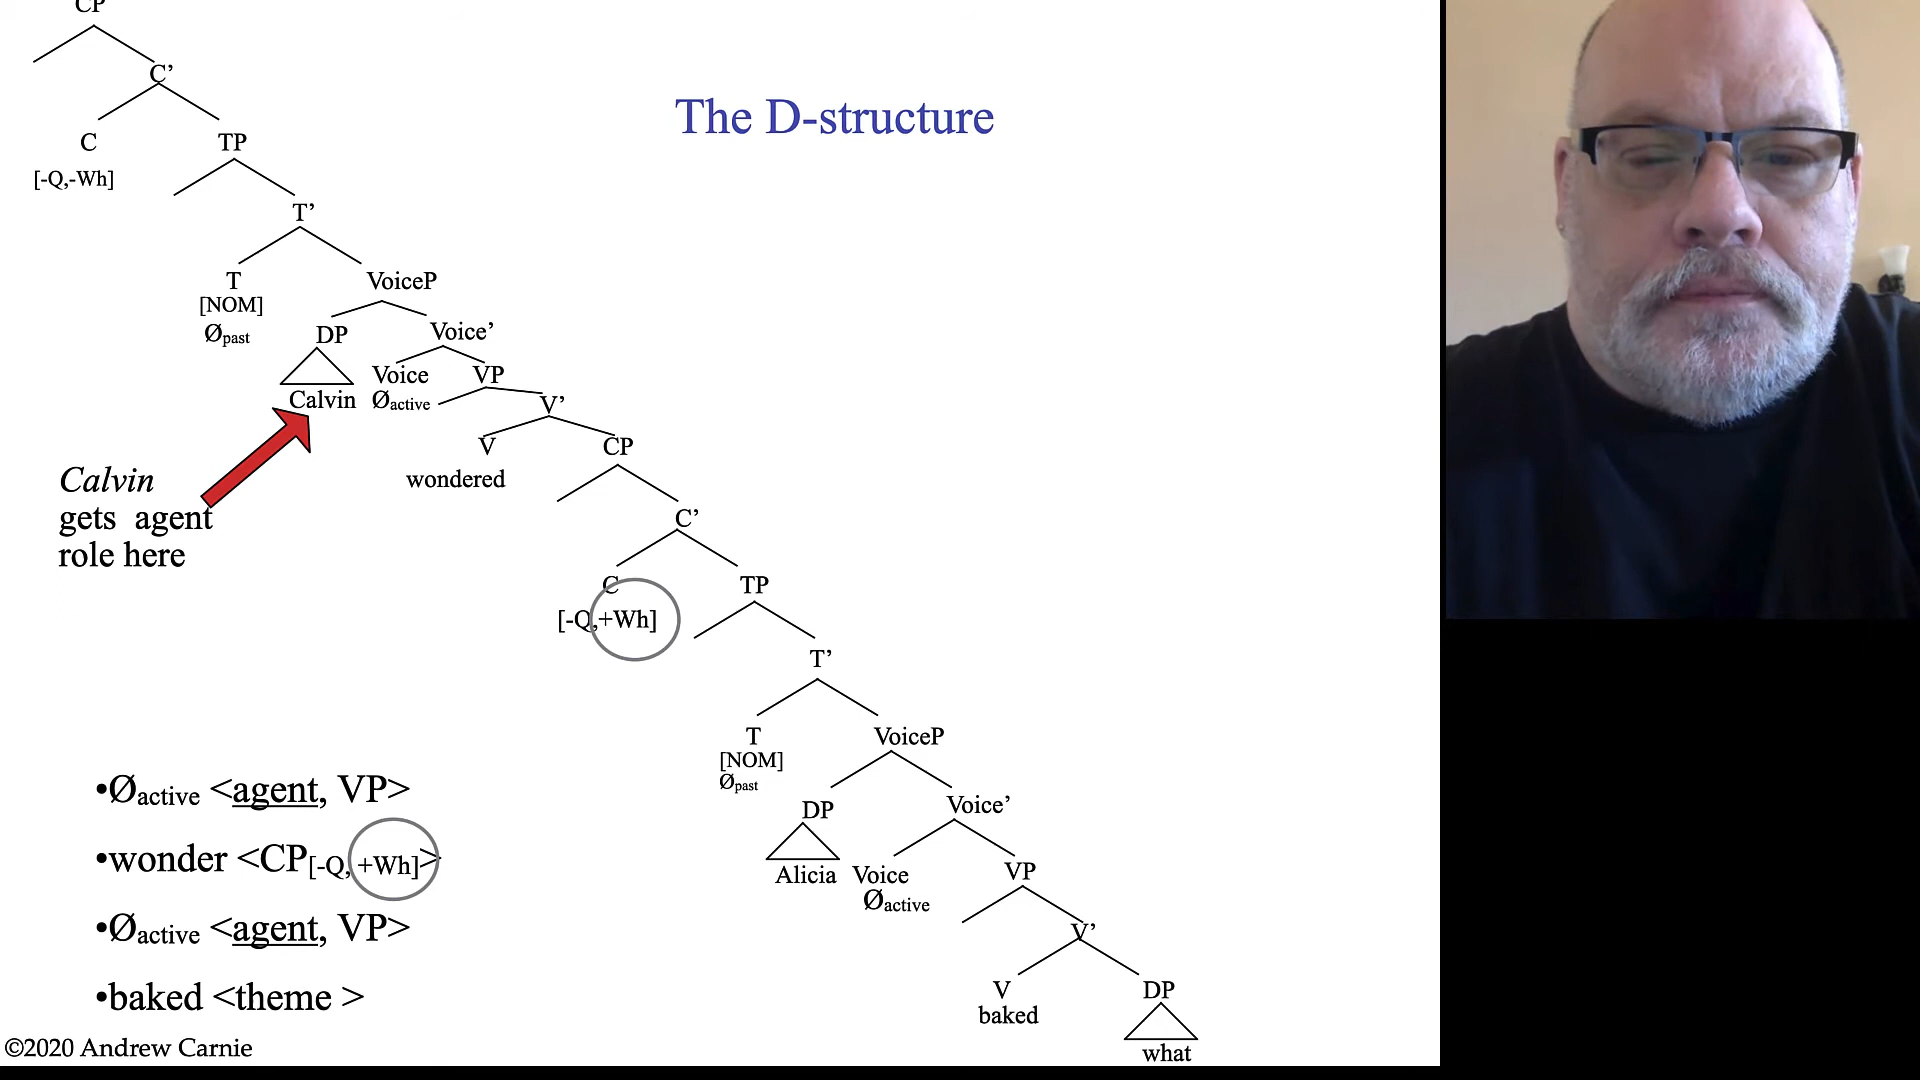 CP
C’
The D-structure
C
TP
[-Q,-Wh]
T’
T
VoiceP
[NOM]
Øpast
DP
Voice’
Voice
VP
Calvin
Øactive
V’
V
CP
Calvin
wondered
gets agent
C’
role here
C
TP
[-Q,+Wh]
T’
T
VoiceP
[NOM]
Øpast
•Øactive <agent, VP>
DP
Voice’
•wonder <CP[-Q, +Wh]>
Alicia
Voice
VP
Øactive
•Øactive <agent, VP>
V’
•baked <theme >
V
DP
baked
©2020 Andrew Carnie
what